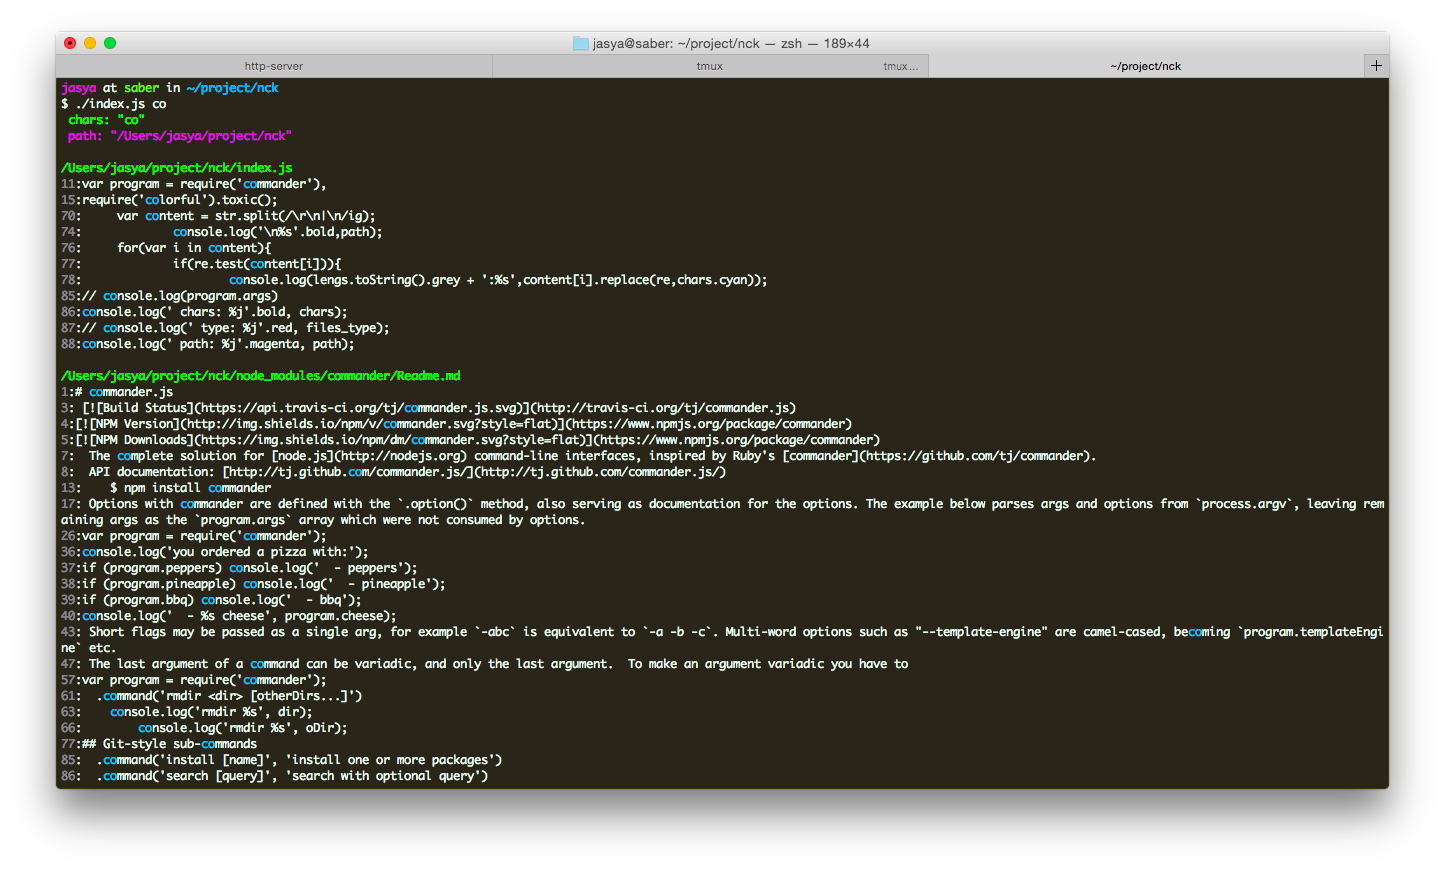 jasya@saber: ~/project/nck — zsh — 189×44
http-server
tmux
tmux...
~/project/nck
+
jasya at saber in ~/project/nck
$ ./index.js co
 chars: "co"
 path: "/Users/jasya/project/nck"
/Users/jasya/project/nck/index.js
11:var program = require('commander'),
15:require('colorful').toxic();
70:     var content = str.split(/\r\n|\n/ig);
74:             console.log('\n%s'.bold,path);
76:     for(var i in content){
77:             if(re.test(content[i])){
78:                     console.log(lengs.toString().grey + ':%s',content[i].replace(re,chars.cyan));
85:// console.log(program.args)
86:console.log(' chars: %j'.bold, chars);
87:// console.log(' type: %j'.red, files_type);
88:console.log(' path: %j'.magenta, path);
/Users/jasya/project/nck/node_modules/commander/Readme.md
1:# commander.js
3: [![Build Status](https://api.travis-ci.org/tj/commander.js.svg)](http://travis-ci.org/tj/commander.js)
4:[![NPM Version](http://img.shields.io/npm/v/commander.svg?style=flat)](https://www.npmjs.org/package/commander)
5:[![NPM Downloads](https://img.shields.io/npm/dm/commander.svg?style=flat)](https://www.npmjs.org/package/commander)
7:  The complete solution for [node.js](http://nodejs.org) command-line interfaces, inspired by Ruby's [commander](https://github.com/tj/commander).
8:  API documentation: [http://tj.github.com/commander.js/](http://tj.github.com/commander.js/)
13:    $ npm install commander
17: Options with commander are defined with the `.option()` method, also serving as documentation for the options. The example below parses args and options from `process.argv`, leaving rem
aining args as the `program.args` array which were not consumed by options.
26:var program = require('commander');
36:console.log('you ordered a pizza with:');
37:if (program.peppers) console.log('  - peppers');
38:if (program.pineapple) console.log('  - pineapple');
39:if (program.bbq) console.log('  - bbq');
40:console.log('  - %s cheese', program.cheese);
43: Short flags may be passed as a single arg, for example `-abc` is equivalent to `-a -b -c`. Multi-word options such as "--template-engine" are camel-cased, becoming `program.templateEngi
ne` etc.
47: The last argument of a command can be variadic, and only the last argument.  To make an argument variadic you have to
57:var program = require('commander');
61:  .command('rmdir <dir> [otherDirs...]')
63:    console.log('rmdir %s', dir);
66:        console.log('rmdir %s', oDir);
77:## Git-style sub-commands
85:  .command('install [name]', 'install one or more packages')
86:  .command('search [query]', 'search with optional query')